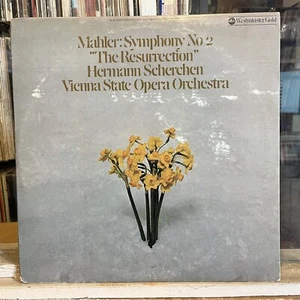 Westminster Gold
Mahler: Symphony No 2
"The Resurrection"
Hermann Scherchen
Vienna State Opera Orchestra